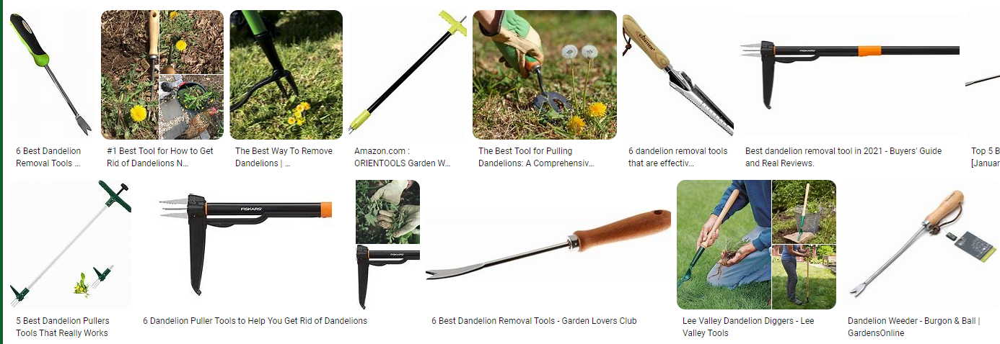 6 Best Dandelion
Removal Tools ...
#1 Best Tool for How to Get
Rid of Dandelions N...
The Best Way To Remove
Dandelions | ...
Amazon.com :
ORIENTOOLS Garden W...
The Best Tool for Pulling
Dandelions: A Comprehensiv...
6 dandelion removal tools
that are effectiv...
FISKARS
Best dandelion removal tool in 2021 - Buyers' Guide
and Real Reviews.
Top 5 B
[Januar
5 Best Dandelion Pullers
Tools That Really Works
FISKARS
6 Dandelion Puller Tools to Help You Get Rid of Dandelions
FISKARS
6 Best Dandelion Removal Tools - Garden Lovers Club
Lee Valley Dandelion Diggers - Lee
Valley Tools
Dandelion Weeder - Burgon & Ball |
GardensOnline